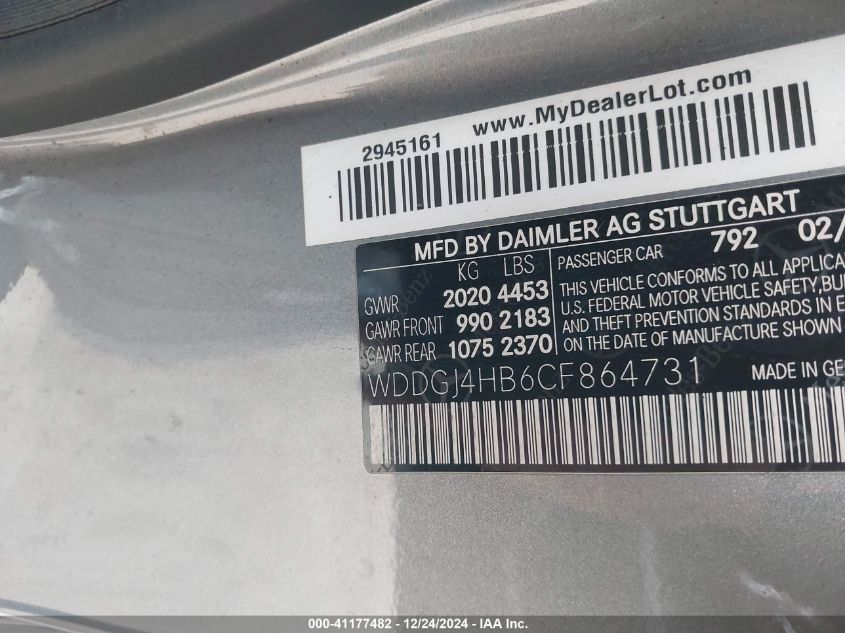 www.MyDealerLot.com
2945161
MFD BY DAIMLER AG STUTTGART
PASSENGER CAR 792 02/
KG LBS
GVWR 2020 4453
GAWR FRONT 990 2183
GAWR REAR 1075 2370
THIS VEHICLE CONFORMS TO ALL APPLICA
U.S. FEDERAL MOTOR VEHICLE SAFETY, BU
AND THEFT PREVENTION STANDARDS IN E
ON THE DATE OF MANUFACTURE SHOWN
MADE IN GE
WDDGJ4HB6CF864731
000-41177482 - 12/24/2024 - IAA Inc.